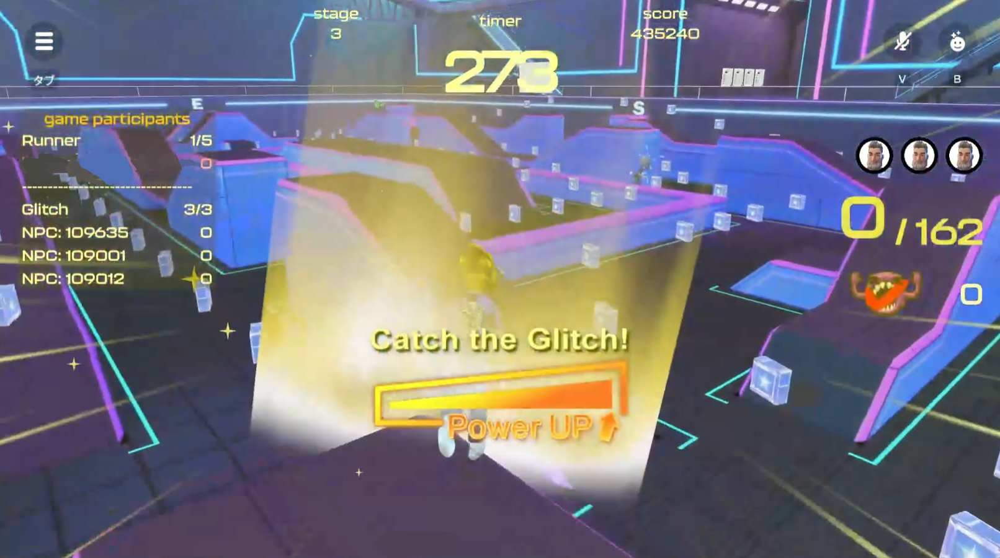 stage
3
timer
273
score
435240
タブ
V
B
E
S
game participants
Runner 1/5
0
--------------------------------
Glitch 3/3
NPC: 109635 0
NPC: 109001 0
NPC: 109012 0
0 / 162
0
Catch the Glitch!
Power UP